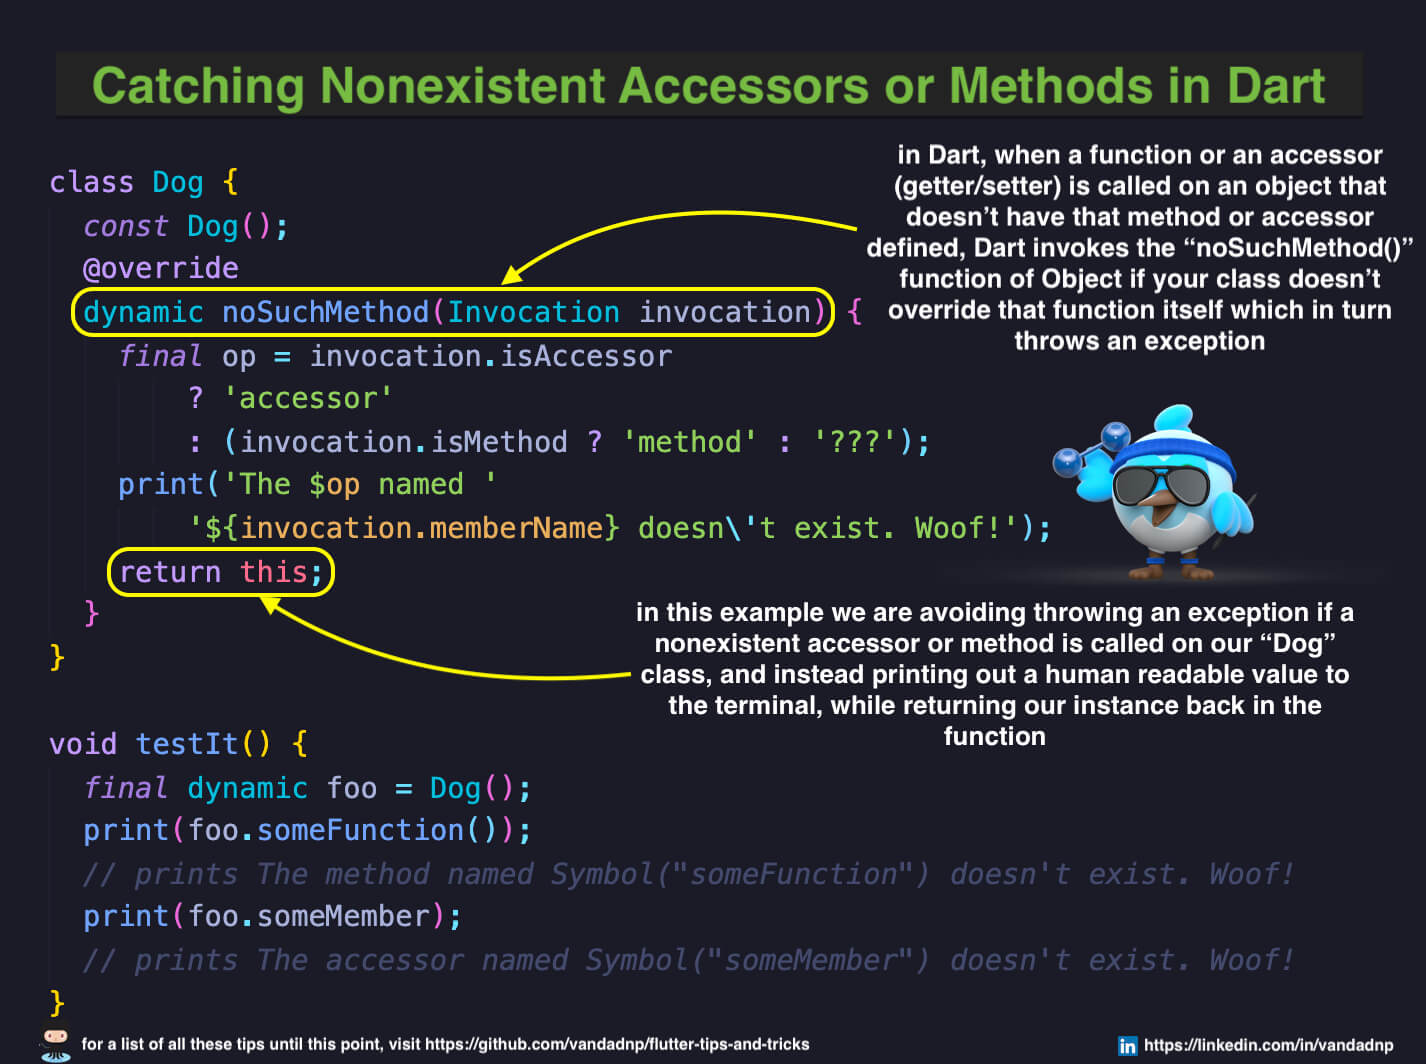 Catching Nonexistent Accessors or Methods in Dart
class Dog {
const Dog();
@override
dynamic noSuchMethod(Invocation invocation) {
final op = invocation.isAccessor
? 'accessor'
: (invocation.isMethod ? 'method' : '???');
print('The $op named '
'${invocation.memberName} doesn\'t exist. Woof!');
return this;
}
}
in Dart, when a function or an accessor
(getter/setter) is called on an object that
doesn’t have that method or accessor
defined, Dart invokes the “noSuchMethod()”
function of Object if your class doesn’t
override that function itself which in turn
throws an exception
in this example we are avoiding throwing an exception if a
nonexistent accessor or method is called on our “Dog”
class, and instead printing out a human readable value to
the terminal, while returning our instance back in the
function
void testIt() {
final dynamic foo = Dog();
print(foo.someFunction());
// prints The method named Symbol("someFunction") doesn't exist. Woof!
print(foo.someMember);
// prints The accessor named Symbol("someMember") doesn't exist. Woof!
}
for a list of all these tips until this point, visit https://github.com/vandadnp/flutter-tips-and-tricks
in https://linkedin.com/in/vandadnp